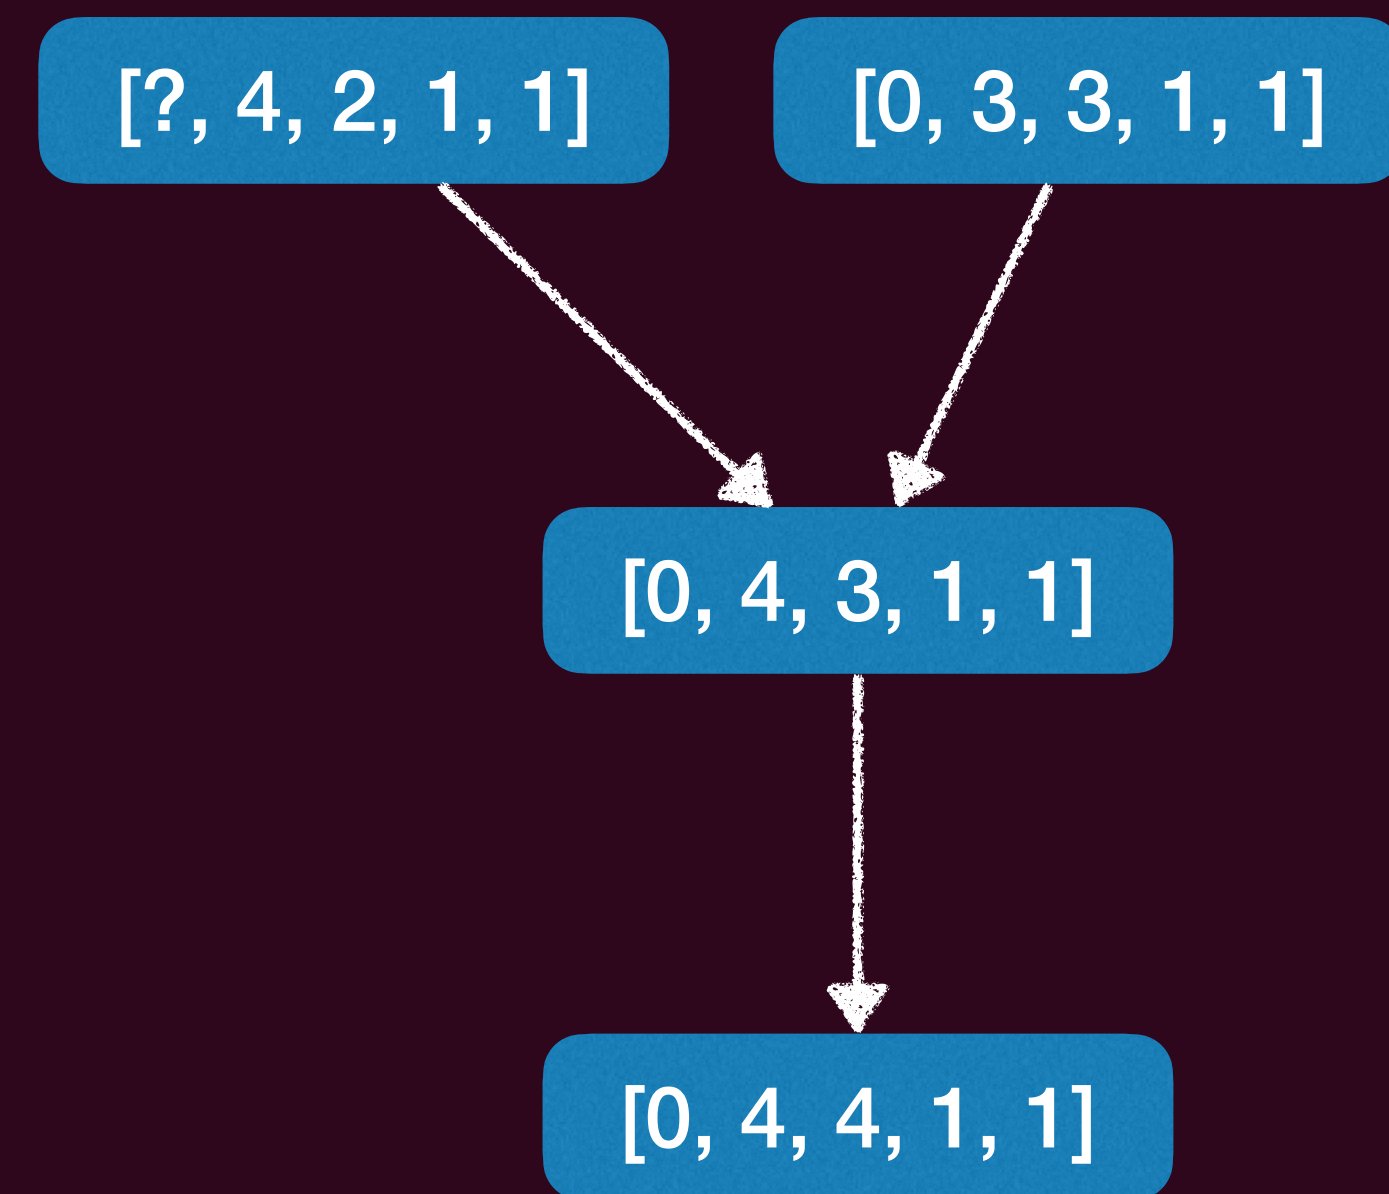 [?, 4, 2, 1, 1]
[0, 3, 3, 1, 1]
[0, 4, 3, 1, 1]
[0, 4, 4, 1, 1]